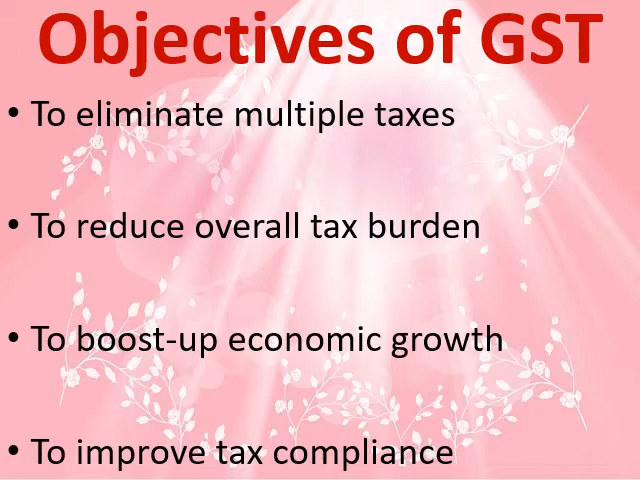 Objectives of GST
• To eliminate multiple taxes
• To reduce overall tax burden
• To boost-up economic growth
• To improve tax compliance